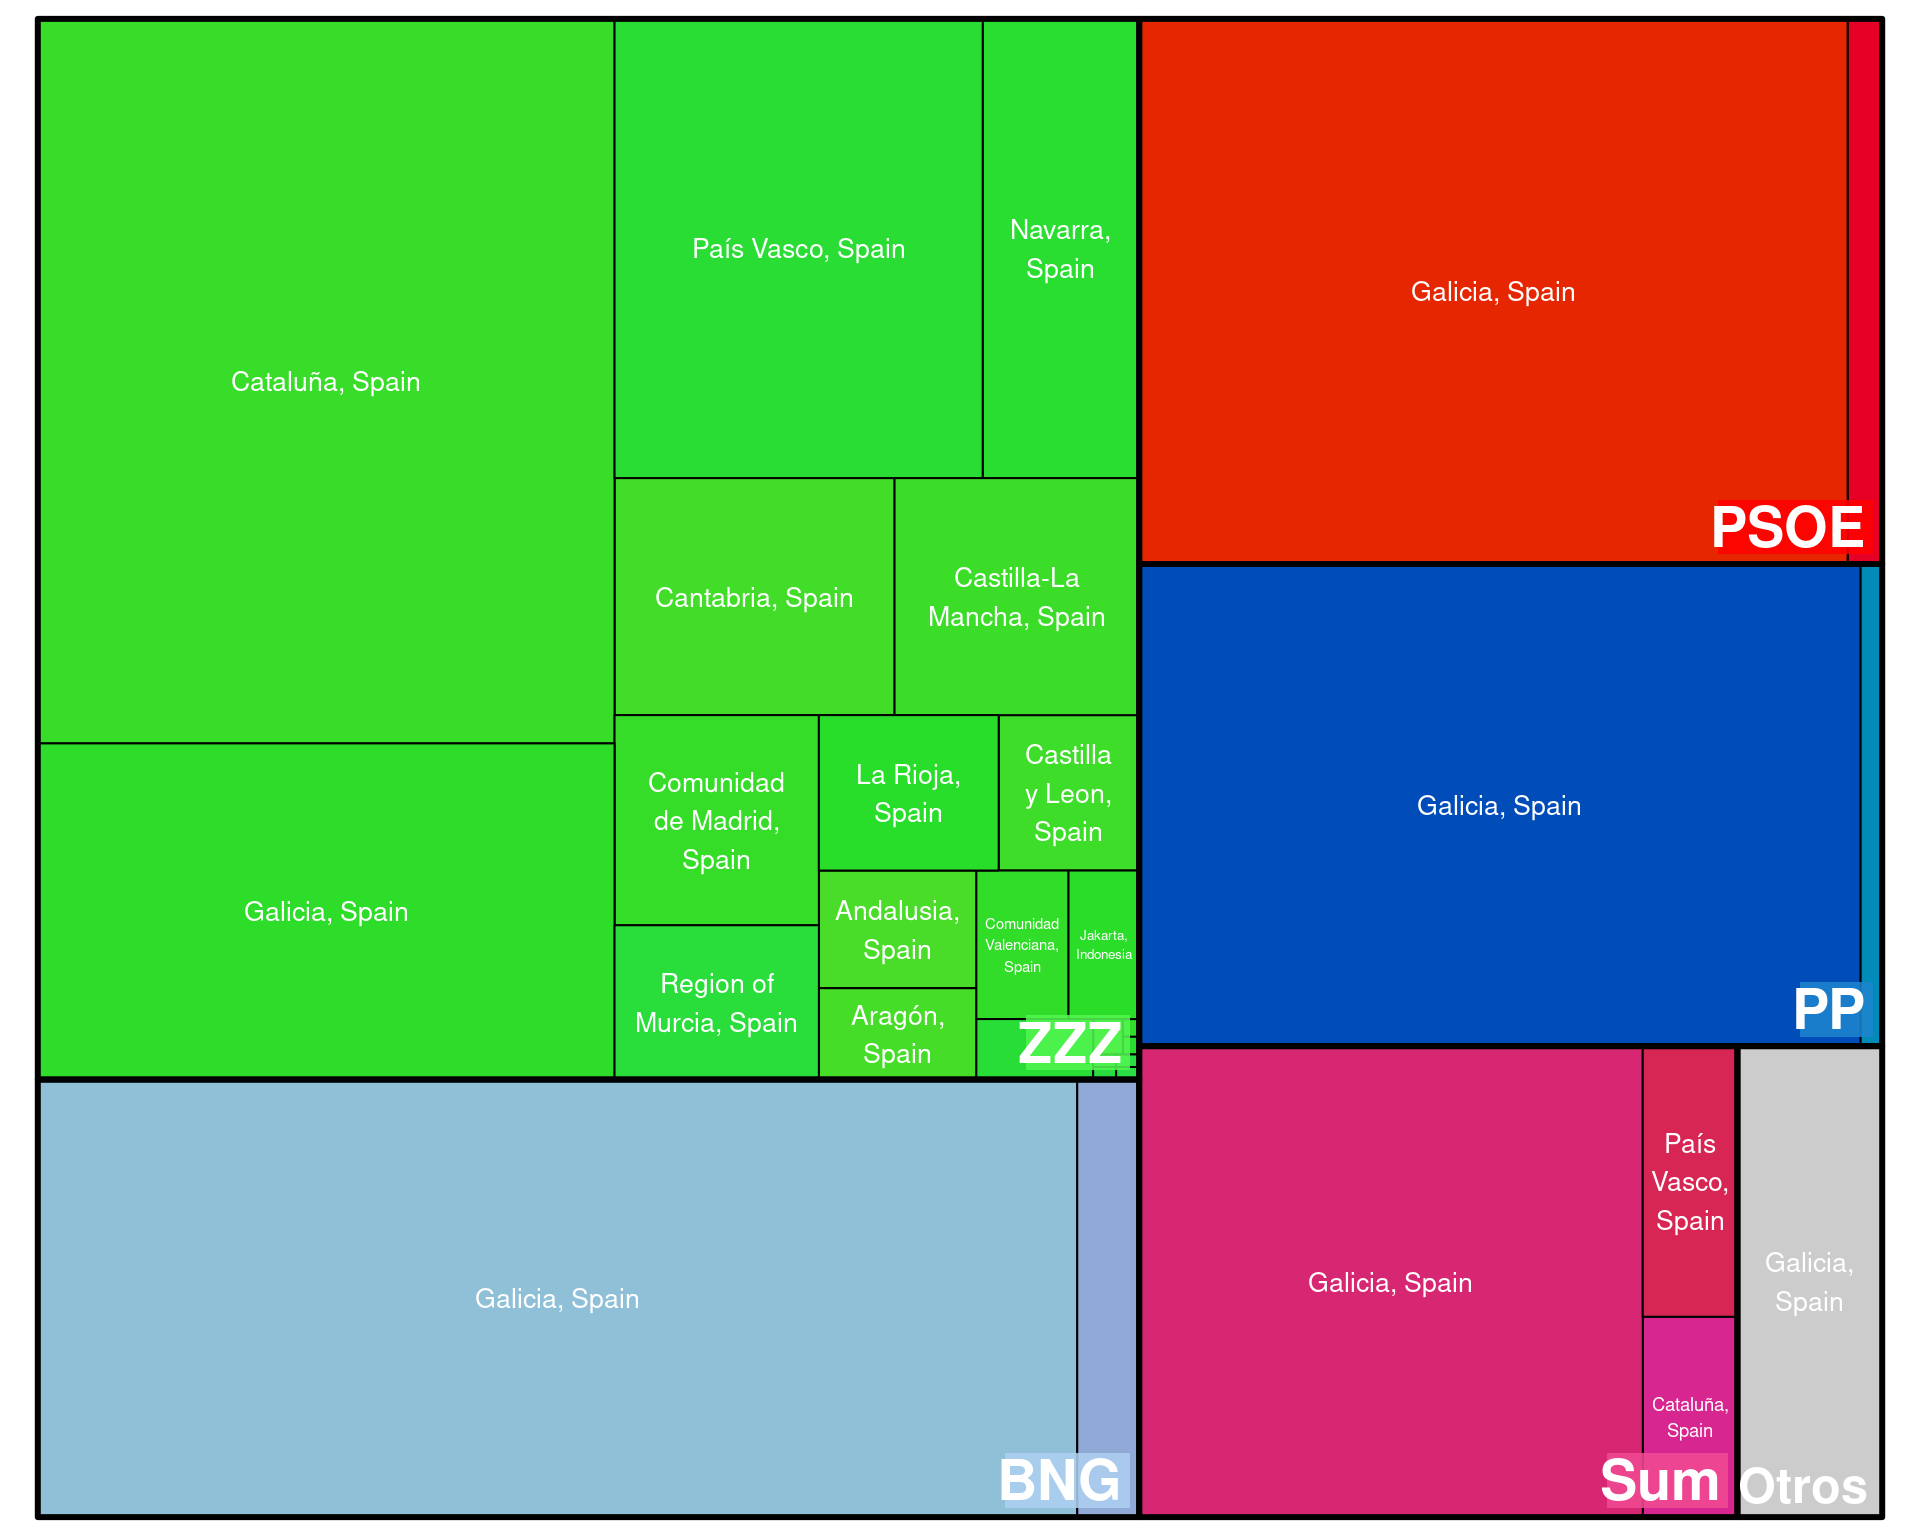 Cataluña, Spain
País Vasco, Spain
Navarra,
Spain
Cantabria, Spain
Castilla-La
Mancha, Spain
Galicia, Spain
Comunidad
de Madrid,
Spain
La Rioja,
Spain
Castilla
y Leon,
Spain
Region of
Murcia, Spain
Andalusia,
Spain
Aragón,
Spain
Comunidad
Valenciana,
Spain
Jakarta,
Indonesia
ZZZ
Galicia, Spain
BNG
Galicia, Spain
PSOE
Galicia, Spain
PP
Galicia, Spain
País
Vasco,
Spain
Cataluña,
Spain
Sum
Galicia,
Spain
Otros